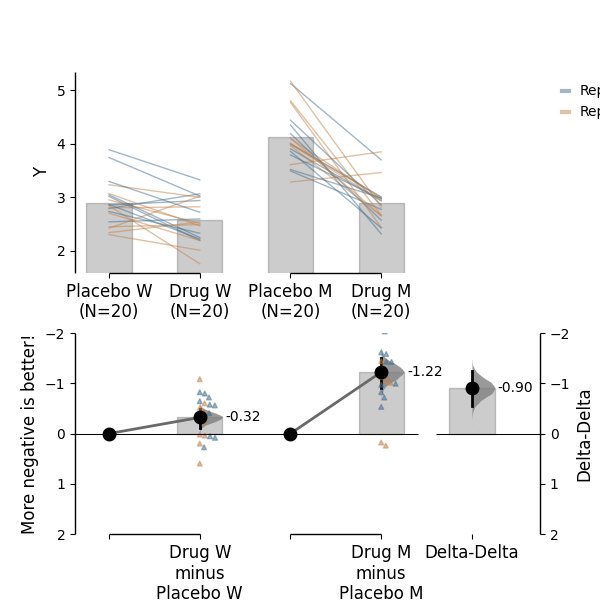 5
4
3
2
Y
Rep
Rep
Placebo W
(N=20)
Drug W
(N=20)
Placebo M
(N=20)
Drug M
(N=20)
−2
−1
0
1
2
More negative is better!
-0.32
-1.22
-0.90
−2
−1
0
1
2
Delta-Delta
Drug W
minus
Placebo W
Drug M
minus
Placebo M
Delta-Delta